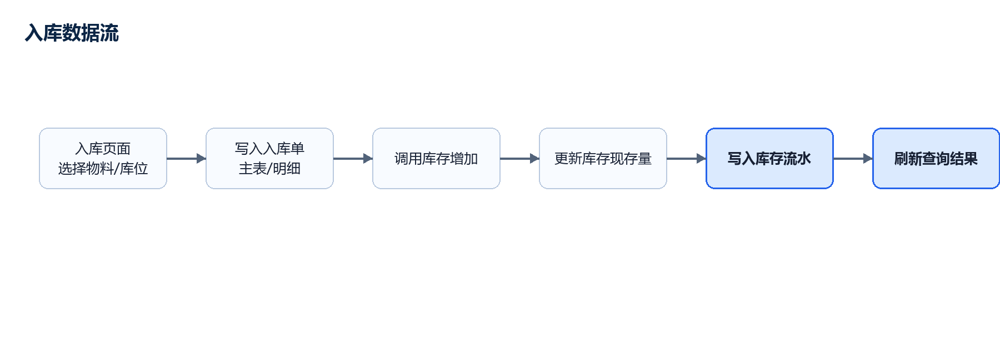 入库数据流
入库页面
选择物料/库位
写入入库单
主表/明细
调用库存增加
更新库存现存量
写入库存流水
刷新查询结果